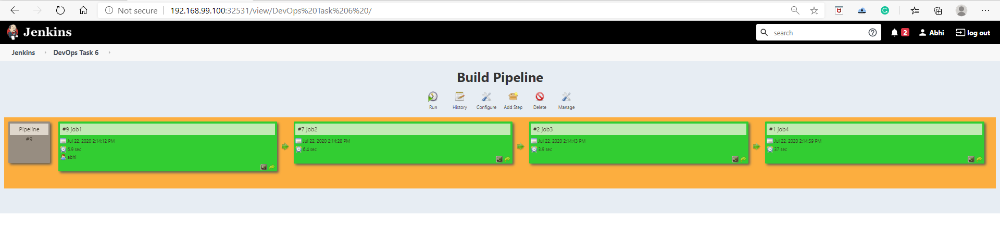 Not secure 192.168.99.100:32531/view/DevOps%20Task%206%20/
Jenkins
search
2
Abhi
log out
Jenkins
DevOps Task 6
Build Pipeline
Run
History
Configure
Add Step
Delete
Manage
Pipeline
#9
#9 job1
Jul 22, 2020 2:14:12 PM
6.9 sec
abhi
#7 job2
Jul 22, 2020 2:14:28 PM
6.4 sec
#2 job3
Jul 22, 2020 2:14:43 PM
3.9 sec
#1 job4
Jul 22, 2020 2:14:59 PM
37 sec